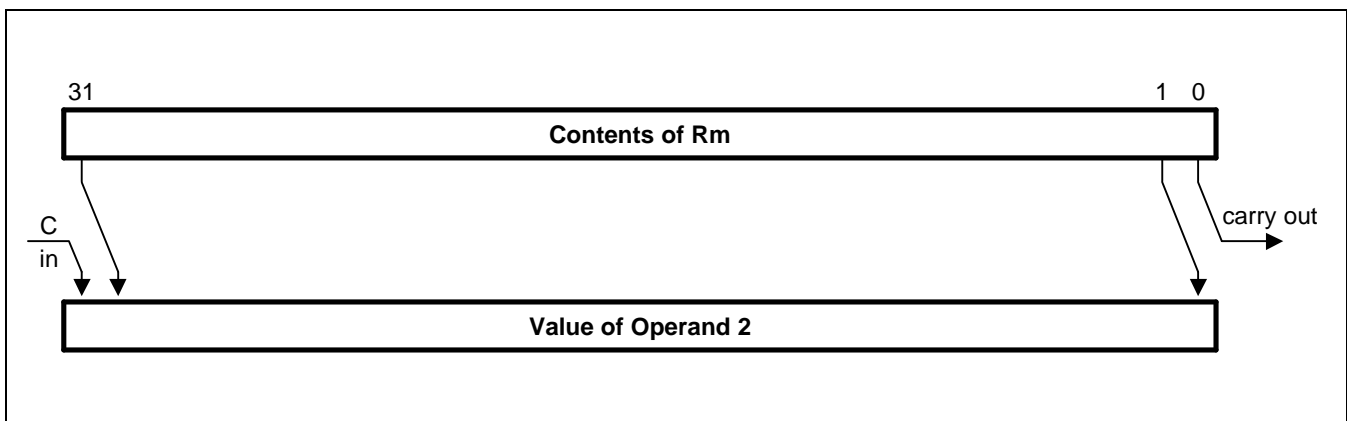 31
1 0
Contents of Rm
C
in
carry out
Value of Operand 2